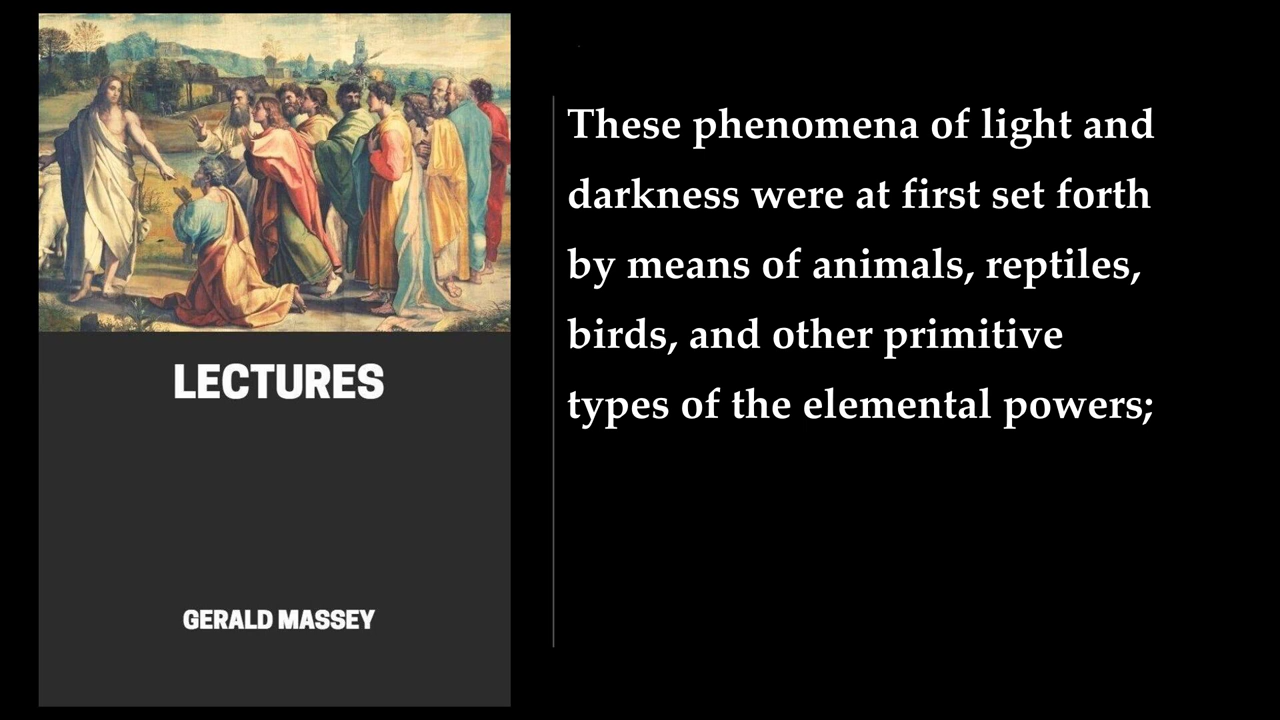 LECTURES
GERALD MASSEY
These phenomena of light and
darkness were at first set forth
by means of animals, reptiles,
birds, and other primitive
types of the elemental powers;